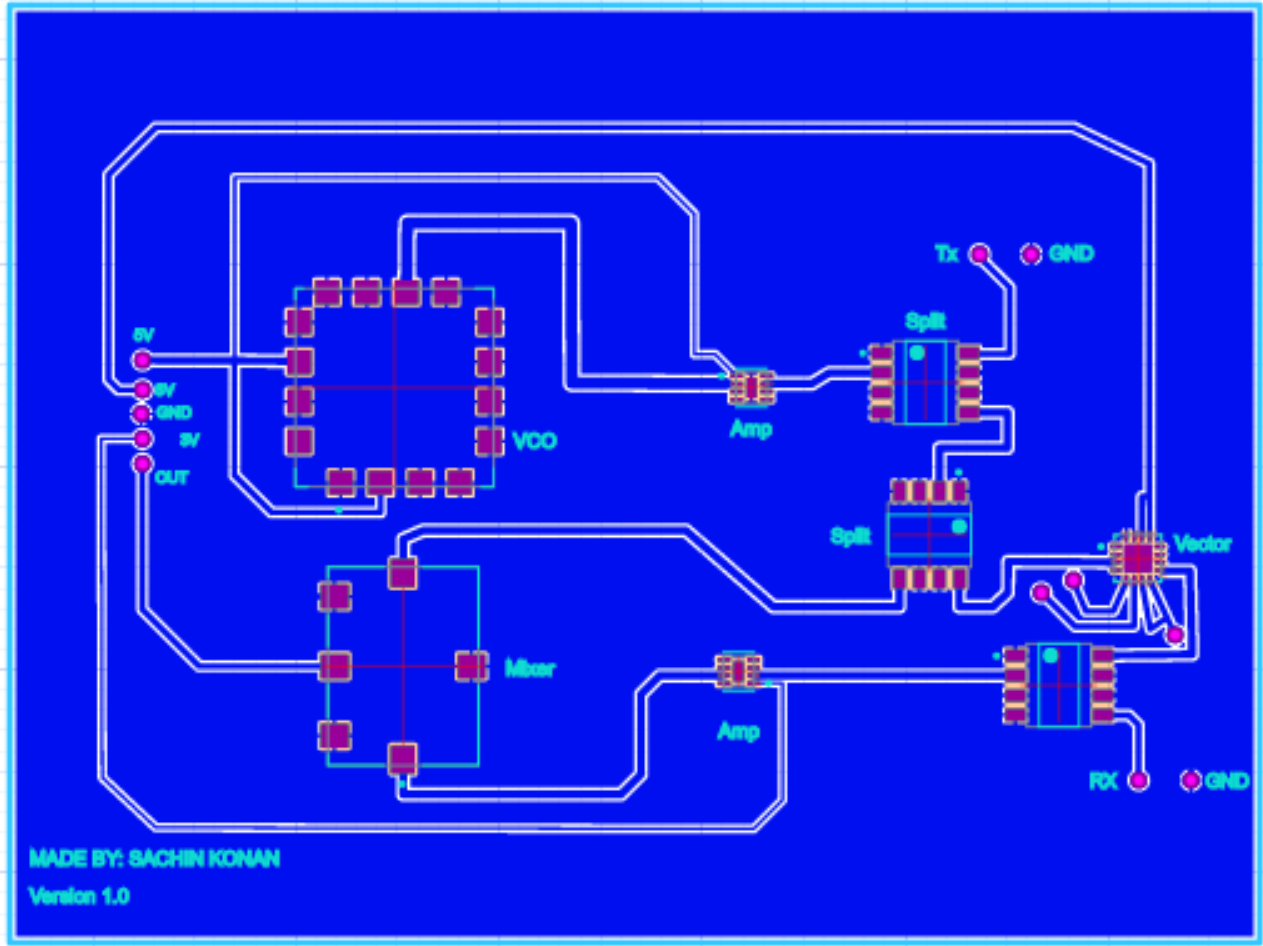 Tx
GND
Split
5V
5V
GND
3V
OUT
Amp
VCO
Split
Vector
Mixer
Amp
RX
GND
MADE BY: SACHIN KONAN
Version 1.0